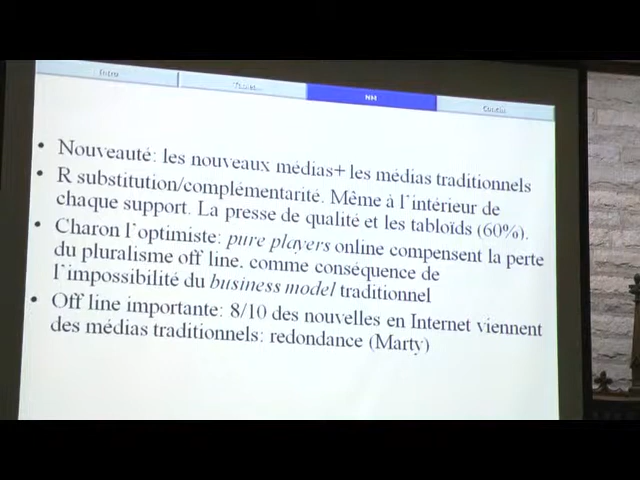 Intro
NM
Conclu
• Nouveauté: les nouveaux médias+ les médias traditionnels
• R substitution/complémentarité. Même à l'intérieur de
chaque support. La presse de qualité et les tabloïds (60%).
• Charon l'optimiste: pure players online compensent la perte
du pluralisme off line, comme conséquence de
l'impossibilité du business model traditionnel
• Off line importante: 8/10 des nouvelles en Internet viennent
des médias traditionnels: redondance (Marty)